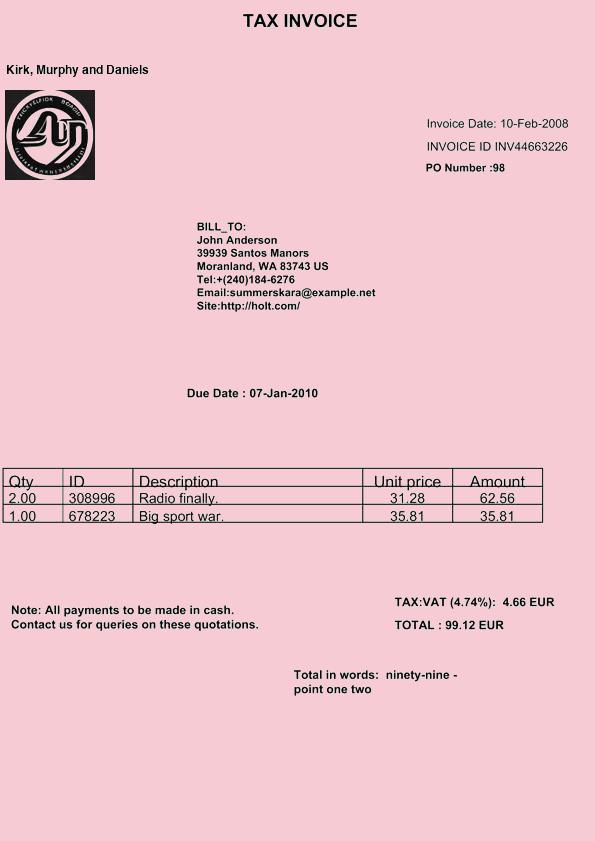 TAX INVOICE
Kirk, Murphy and Daniels
Invoice Date: 10-Feb-2008
INVOICE ID INV44663226
PO Number :98
BILL_TO:
John Anderson
39939 Santos Manors
Moranland, WA 83743 US
Tel:+(240)184-6276
Email:summerskara@example.net
Site:http://holt.com/
Due Date : 07-Jan-2010
Qty ID Description Unit price Amount
2.00 308996 Radio finally. 31.28 62.56
1.00 678223 Big sport war. 35.81 35.81
TAX:VAT (4.74%): 4.66 EUR
Note: All payments to be made in cash.
Contact us for queries on these quotations.
TOTAL : 99.12 EUR
Total in words: ninety-nine -
point one two